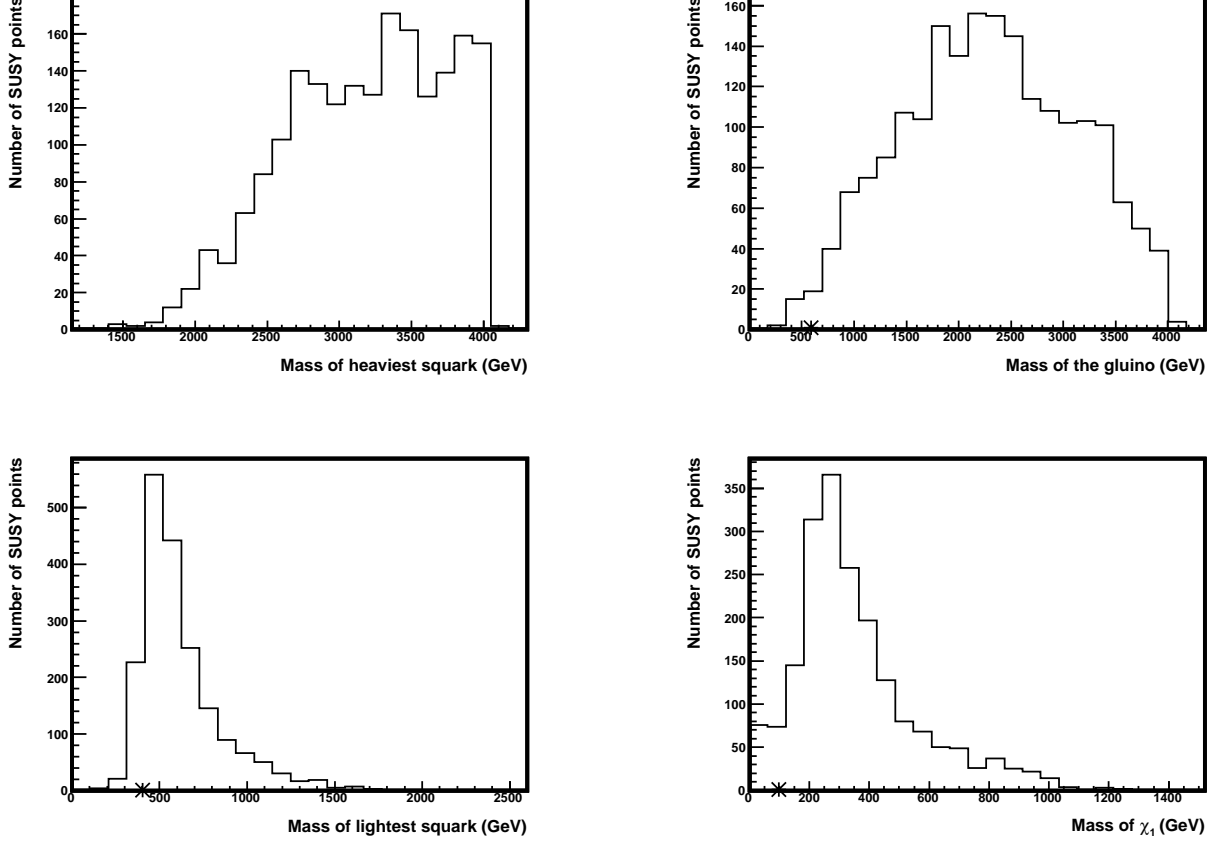 Number of SUSY points
160
140
120
100
80
60
40
20
0
1500 2000 2500 3000 3500 4000
Mass of heaviest squark (GeV)
Number of SUSY points
160
140
120
100
80
60
40
20
0
0 500 1000 1500 2000 2500 3000 3500 4000
Mass of the gluino (GeV)
Number of SUSY points
500
400
300
200
100
0
0 500 1000 1500 2000 2500
Mass of lightest squark (GeV)
Number of SUSY points
350
300
250
200
150
100
50
0
0 200 400 600 800 1000 1200 1400
Mass of χ₁ (GeV)